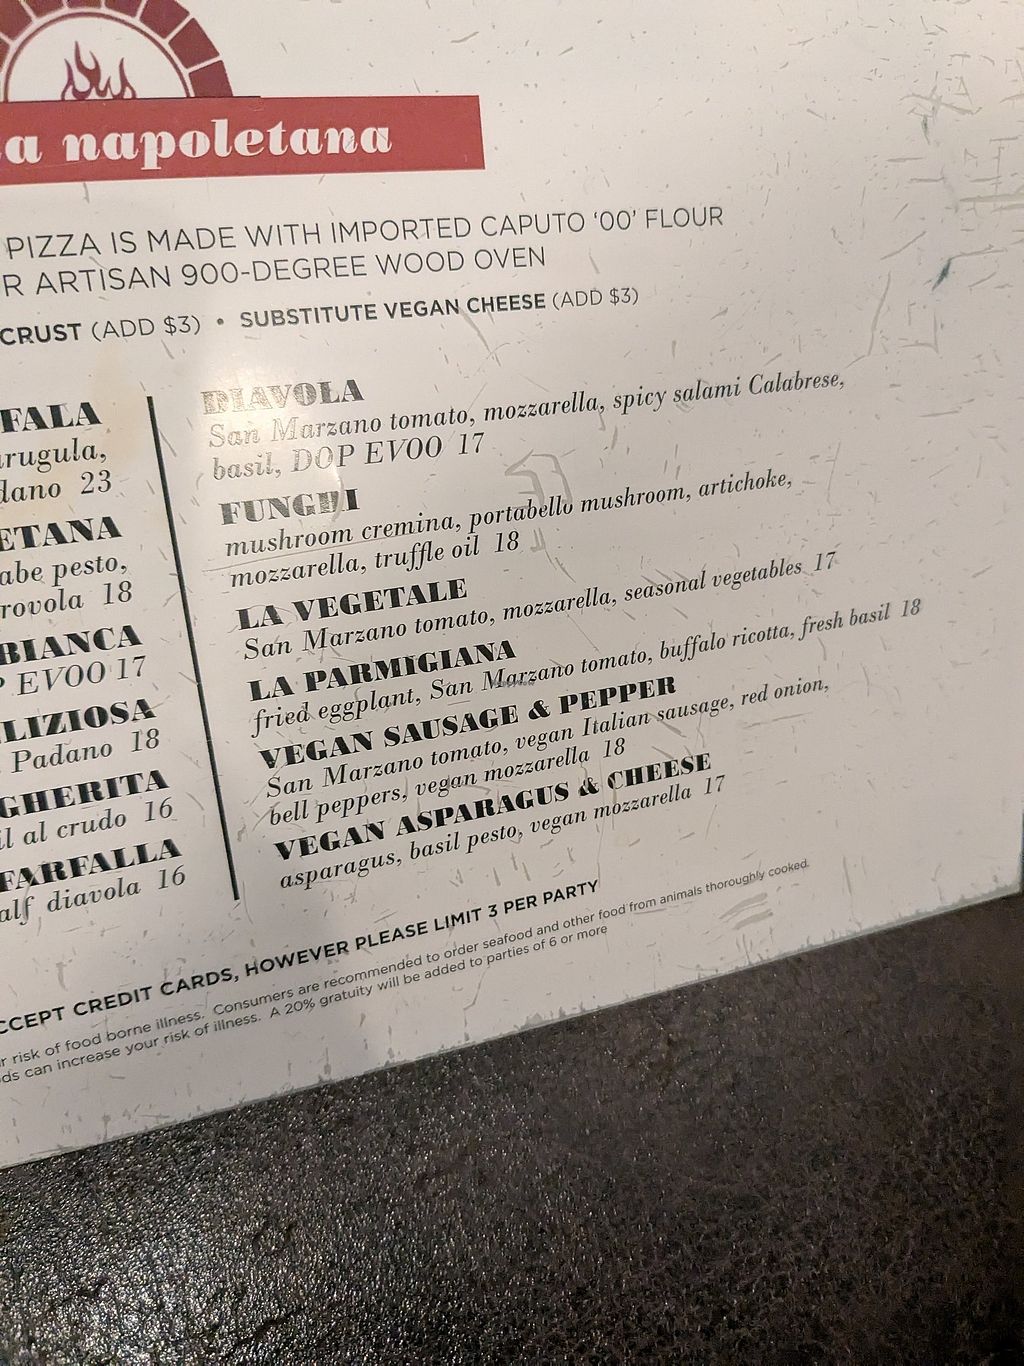 a napoletana
PIZZA IS MADE WITH IMPORTED CAPUTO '00' FLOUR
R ARTISAN 900-DEGREE WOOD OVEN
CRUST (ADD $3) • SUBSTITUTE VEGAN CHEESE (ADD $3)
FALA
rugula,
dano 23
ETANA
abe pesto,
rovola 18
BIANCA
P EVOO 17
LIZIOSA
Padano 18
GHERITA
il al crudo 16
FARFALLA
alf diavola 16
DIAVOLA
San Marzano tomato, mozzarella, spicy salami Calabrese,
basil, DOP EVOO 17
FUNGHI
mushroom cremina, portabello mushroom, artichoke,
mozzarella, truffle oil 18
LA VEGETALE
San Marzano tomato, mozzarella, seasonal vegetables 17
LA PARMIGIANA
fried eggplant, San Marzano tomato, buffalo ricotta, fresh basil 18
VEGAN SAUSAGE & PEPPER
San Marzano tomato, vegan Italian sausage, red onion,
bell peppers, vegan mozzarella 18
VEGAN ASPARAGUS & CHEESE
asparagus, basil pesto, vegan mozzarella 17
CCEPT CREDIT CARDS, HOWEVER PLEASE LIMIT 3 PER PARTY
r risk of food borne illness. Consumers are recommended to order seafood and other food from animals thoroughly cooked.
ds can increase your risk of illness. A 20% gratuity will be added to parties of 6 or more